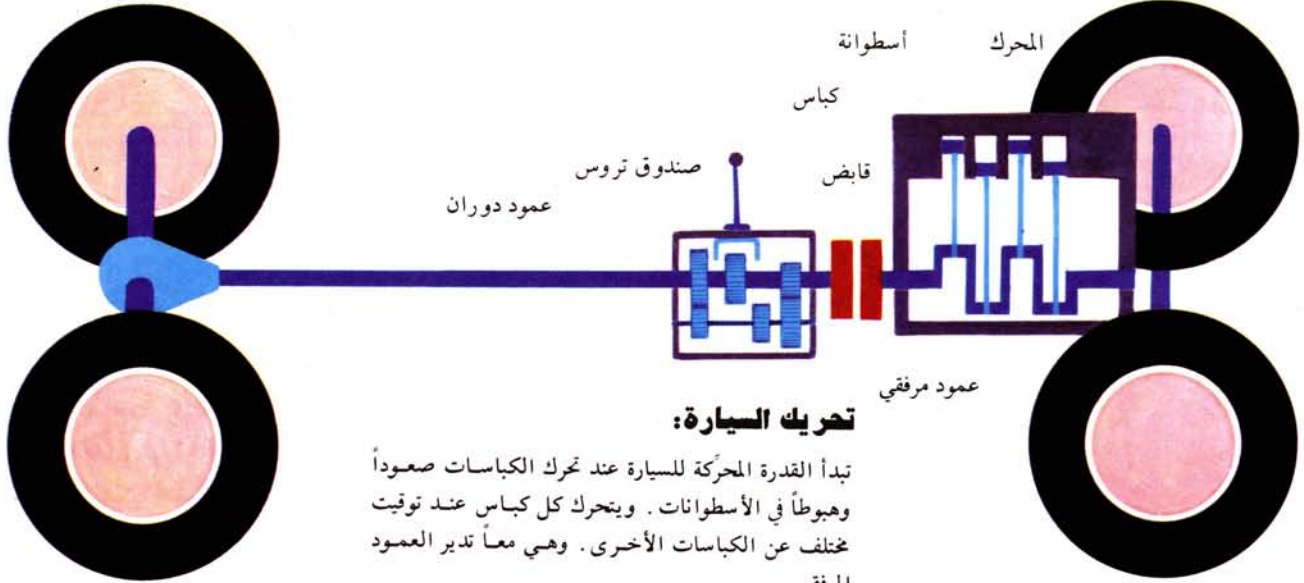 المحرك
أسطوانة
كباس
قابض
صندوق تروس
عمود دوران
عمود مرفقي
تحريك السيارة:
تبدأ القدرة المحرِّكة للسيارة عند تحرك الكباسات صعوداً
وهبوطاً في الأسطوانات. ويتحرك كل كباس عند توقيت
مختلف عن الكباسات الأخرى. وهي معاً تدير العمود